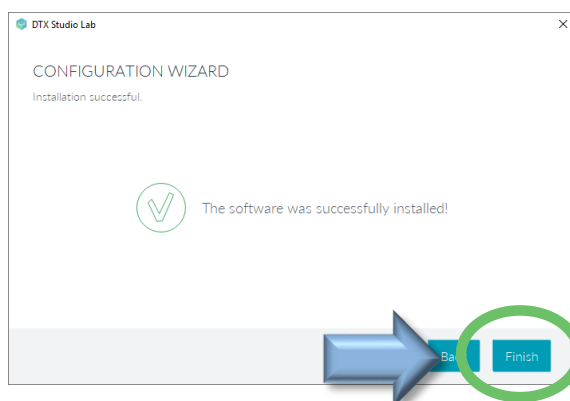 DTX Studio Lab
CONFIGURATION WIZARD
Installation successful.
The software was successfully installed!
Finish